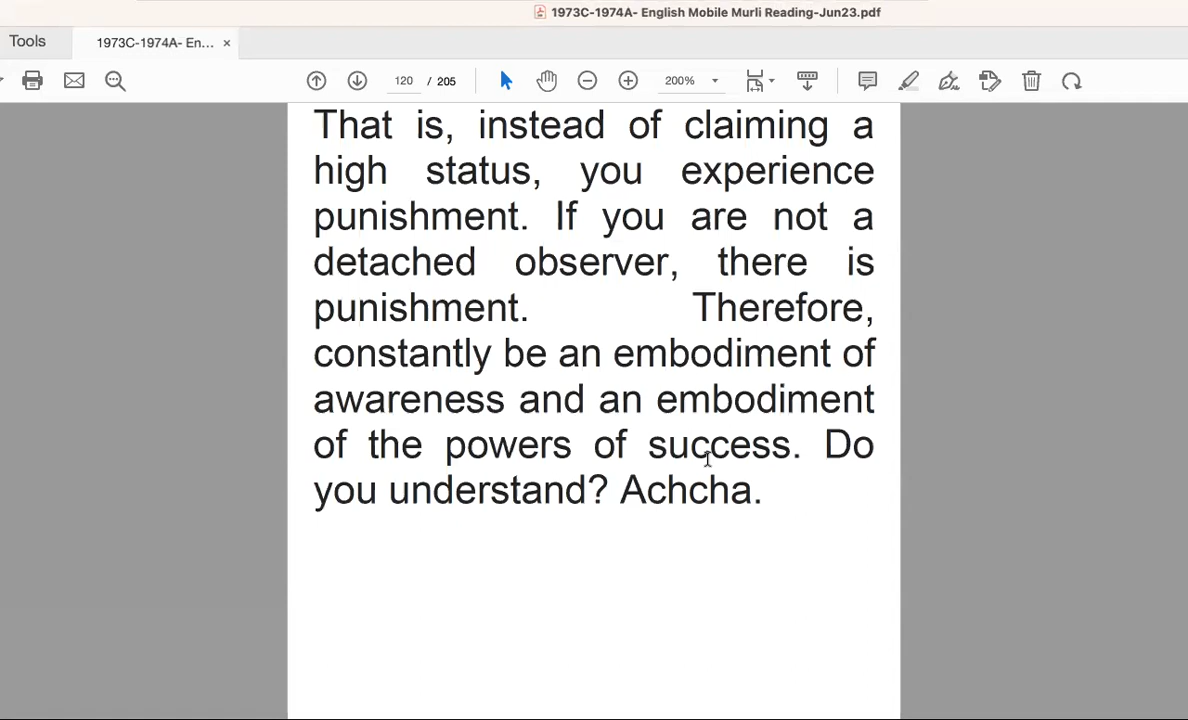 1973C-1974A- English Mobile Murli Reading-Jun23.pdf
Tools
1973C-1974A- En... ×
120 / 205
200%
That is, instead of claiming a
high status, you experience
punishment. If you are not a
detached observer, there is
punishment. Therefore,
constantly be an embodiment of
awareness and an embodiment
of the powers of success. Do
you understand? Achcha.